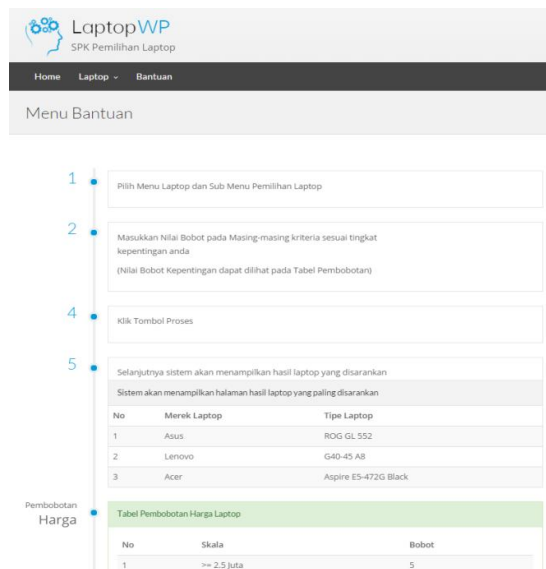 LaptopWP
SPK Pemilihan Laptop
Home Laptop Bantuan
Menu Bantuan
1
Pilih Menu Laptop dan Sub Menu Pemilihan Laptop
2
Masukkan Nilai Bobot pada Masing-masing kriteria sesuai tingkat
kepentingan anda
(Nilai Bobot Kepentingan dapat dilihat pada Tabel Pembobotan)
4
Klik Tombol Proses
5
Selanjutnya sistem akan menampilkan hasil laptop yang disarankan
Sistem akan menampilkan halaman hasil laptop yang paling disarankan
No Merek Laptop Tipe Laptop
1 Asus ROG GL 552
2 Lenovo G40-45 A8
3 Acer Aspire E5-472G Black
Pembobotan
Harga
Tabel Pembobotan Harga Laptop
No Skala Bobot
1 >= 2.5 Juta 5